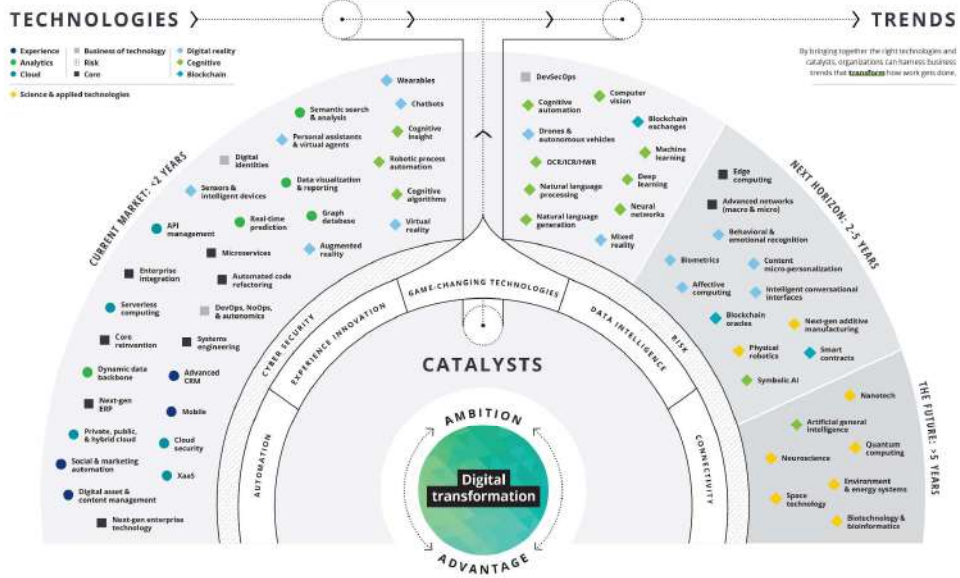 TECHNOLOGIES
TRENDS
Experience
Analytics
Cloud
Business of technology
Risk
Core
Digital reality
Cognitive
Blockchain
Science & applied technologies
By bringing together the right technologies and
catalysts, organizations can harness business
trends that transform how work gets done.
CURRENT MARKET: <2 YEARS
Wearables
Semantic search
& analysis
Chatbots
Personal assistants
& virtual agents
Cognitive
insight
Digital
identities
Robotic process
automation
Sensors &
intelligent devices
Data visualization
& reporting
Cognitive
algorithms
API
management
Real-time
prediction
Graph
database
Virtual
reality
Microservices
Augmented
reality
Enterprise
integration
Automated code
refactoring
Serverless
computing
DevOps, NoOps,
& autonomics
Core
reinvention
Systems
engineering
Dynamic data
backbone
Advanced
CRM
Next-gen
ERP
Mobile
Private, public,
& hybrid cloud
Cloud
security
Social & marketing
automation
XaaS
Digital asset &
content management
Next-gen enterprise
technology
DevSecOps
Cognitive
automation
Computer
vision
Drones &
autonomous vehicles
Blockchain
exchanges
OCR/ICR/HWR
Machine
learning
Natural language
processing
Deep
learning
Natural language
generation
Neural
networks
Mixed
reality
NEXT HORIZON: 2-5 YEARS
Edge
computing
Advanced networks
(macro & micro)
Behavioral &
emotional recognition
Biometrics
Content
micro-personalization
Affective
computing
Intelligent conversational
interfaces
Blockchain
oracles
Next-gen additive
manufacturing
Physical
robotics
Smart
contracts
Symbolic AI
THE FUTURE: >5 YEARS
Nanotech
Artificial general
intelligence
Quantum
computing
Neuroscience
Environment
& energy systems
Space
technology
Biotechnology &
bioinformatics
CYBER SECURITY
RISK
AUTOMATION
EXPERIENCE INNOVATION
GAME-CHANGING TECHNOLOGIES
DATA INTELLIGENCE
CONNECTIVITY
CATALYSTS
AMBITION
Digital
transformation
ADVANTAGE